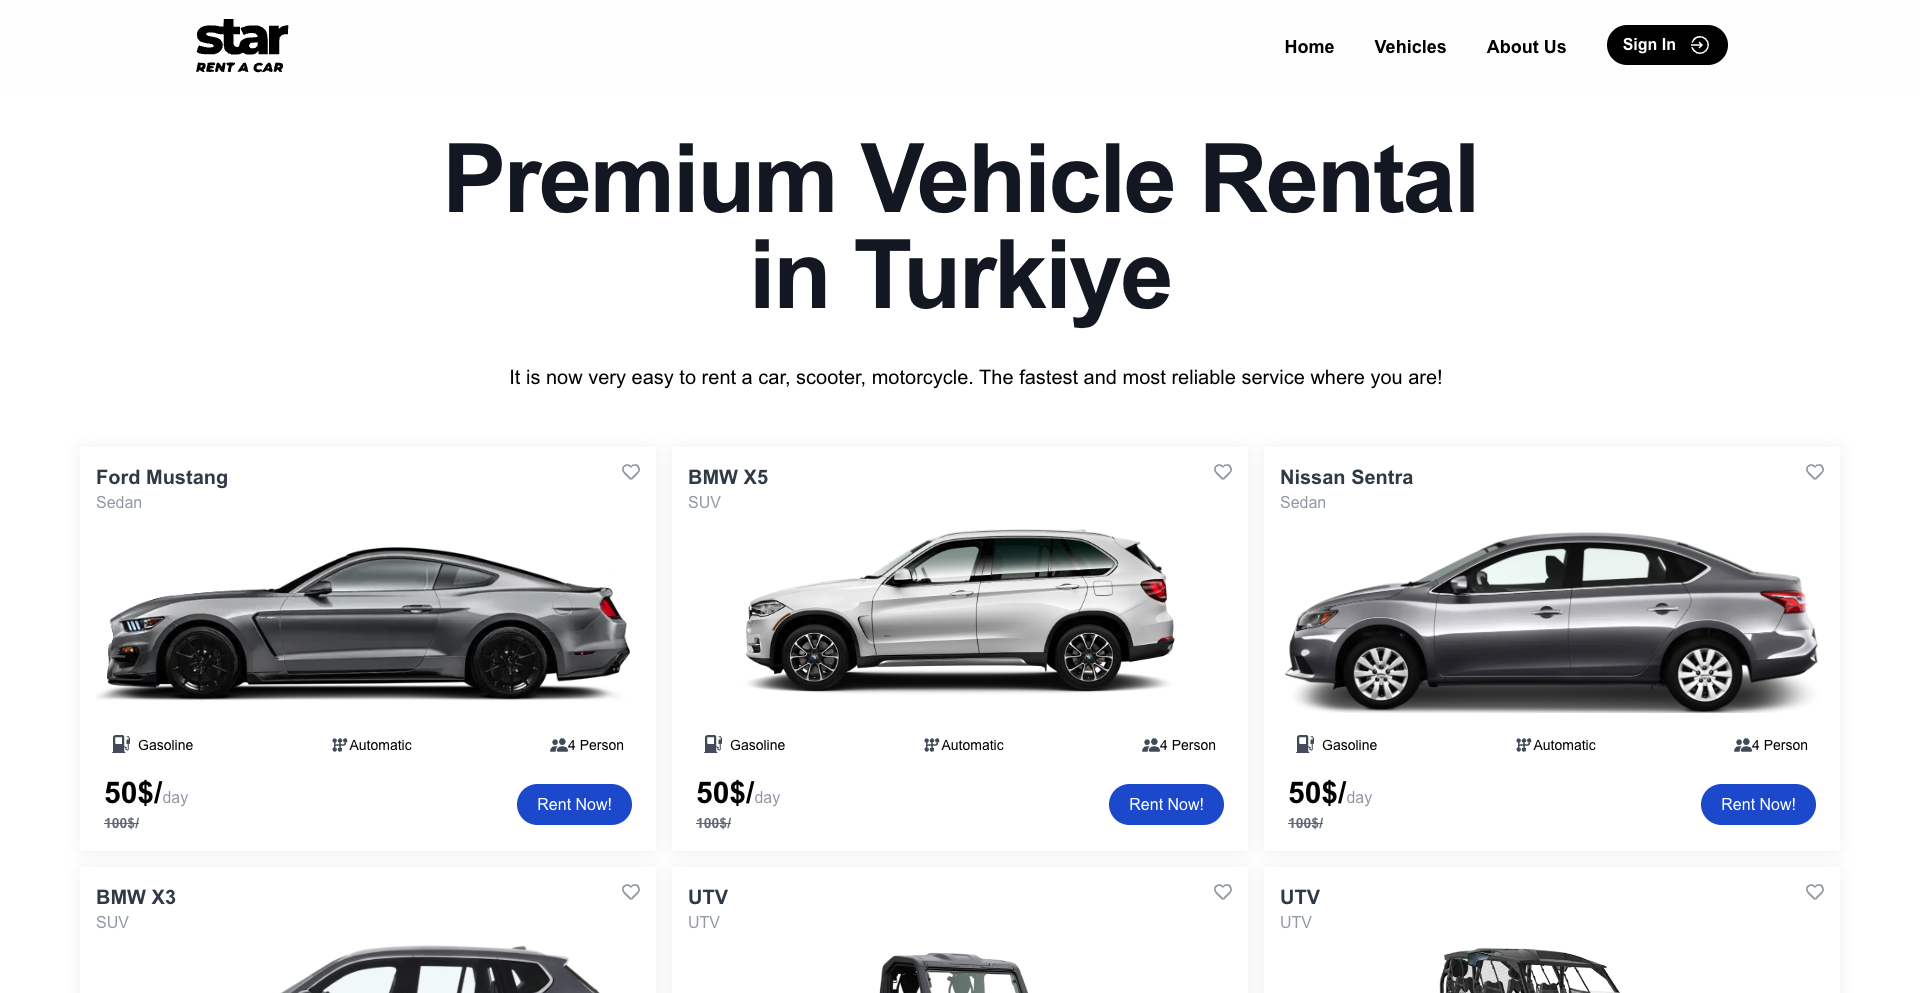 star
RENT A CAR
Home
Vehicles
About Us
Sign In
Premium Vehicle Rental
in Turkiye
It is now very easy to rent a car, scooter, motorcycle. The fastest and most reliable service where you are!
Ford Mustang
Sedan
Gasoline
Automatic
4 Person
50$/day
100$/
Rent Now!
BMW X5
SUV
Gasoline
Automatic
4 Person
50$/day
100$/
Rent Now!
Nissan Sentra
Sedan
Gasoline
Automatic
4 Person
50$/day
100$/
Rent Now!
BMW X3
SUV
UTV
UTV
UTV
UTV